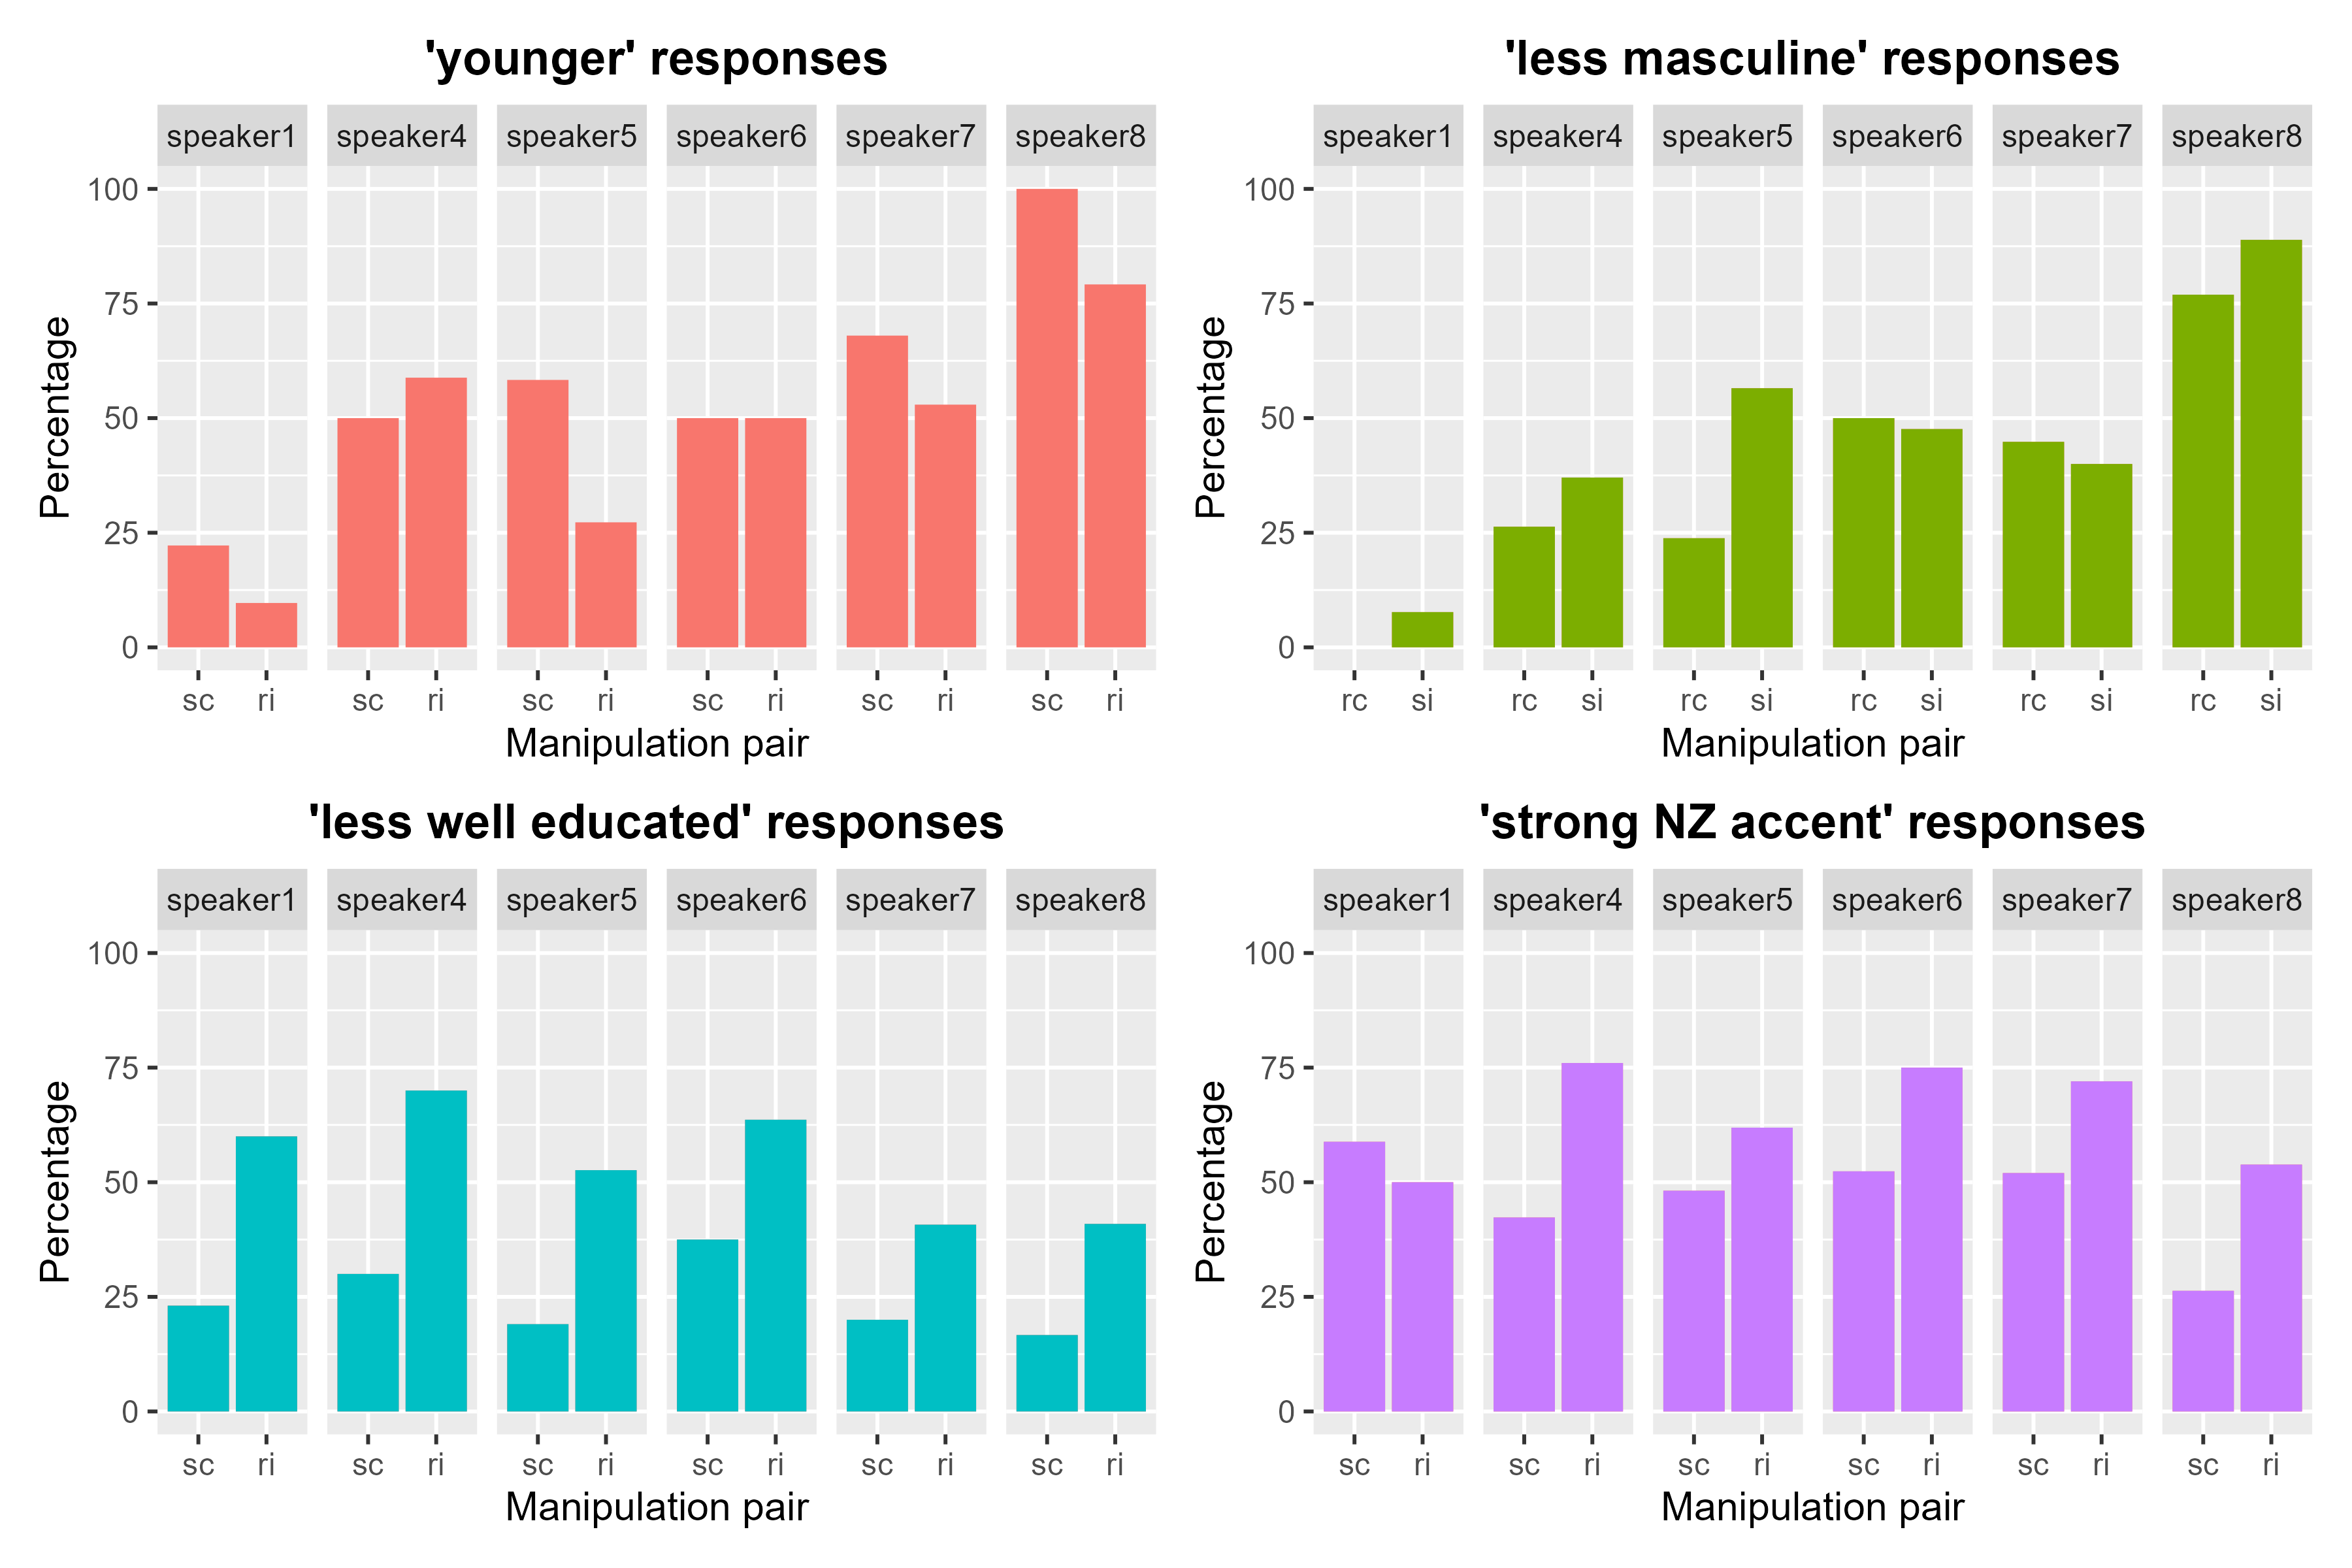 'younger' responses
speaker1 speaker4 speaker5 speaker6 speaker7 speaker8
100
75
50
25
0
Percentage
sc ri sc ri sc ri sc ri sc ri sc ri
Manipulation pair
'less masculine' responses
speaker1 speaker4 speaker5 speaker6 speaker7 speaker8
100
75
50
25
0
Percentage
rc si rc si rc si rc si rc si rc si
Manipulation pair
'less well educated' responses
speaker1 speaker4 speaker5 speaker6 speaker7 speaker8
100
75
50
25
0
Percentage
sc ri sc ri sc ri sc ri sc ri sc ri
Manipulation pair
'strong NZ accent' responses
speaker1 speaker4 speaker5 speaker6 speaker7 speaker8
100
75
50
25
0
Percentage
sc ri sc ri sc ri sc ri sc ri sc ri
Manipulation pair